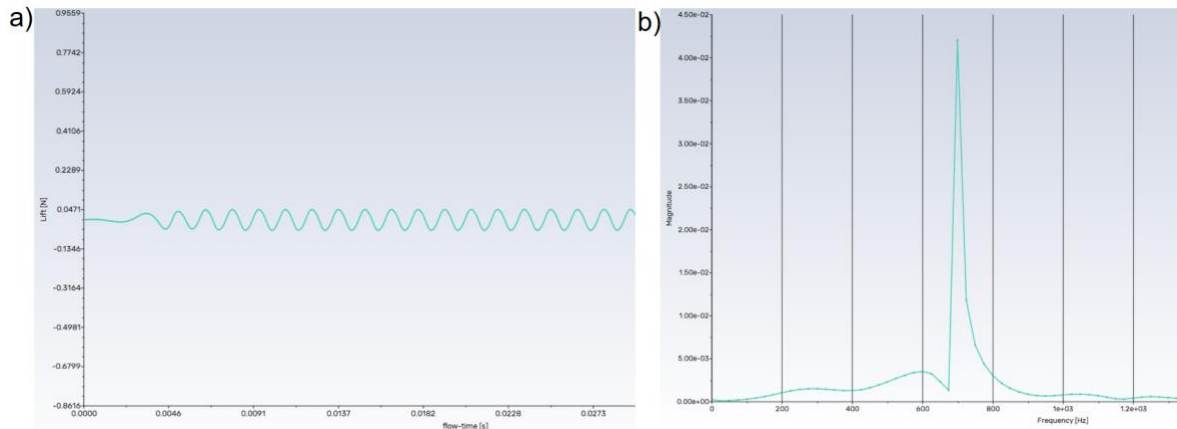 a)
0.9559
0.7742
0.5924
0.4106
0.2289
0.0471
-0.1346
-0.3164
-0.4981
-0.6799
-0.8616
Lift [N]
0.0000
0.0046
0.0091
0.0137
0.0182
0.0228
0.0273
flow-time [s]
b)
4.50e-02
4.00e-02
3.50e-02
3.00e-02
2.50e-02
2.00e-02
1.50e-02
1.00e-02
5.00e-03
0.00e+00
Magnitude
0
200
400
600
800
1e+03
1.2e+03
Frequency [Hz]